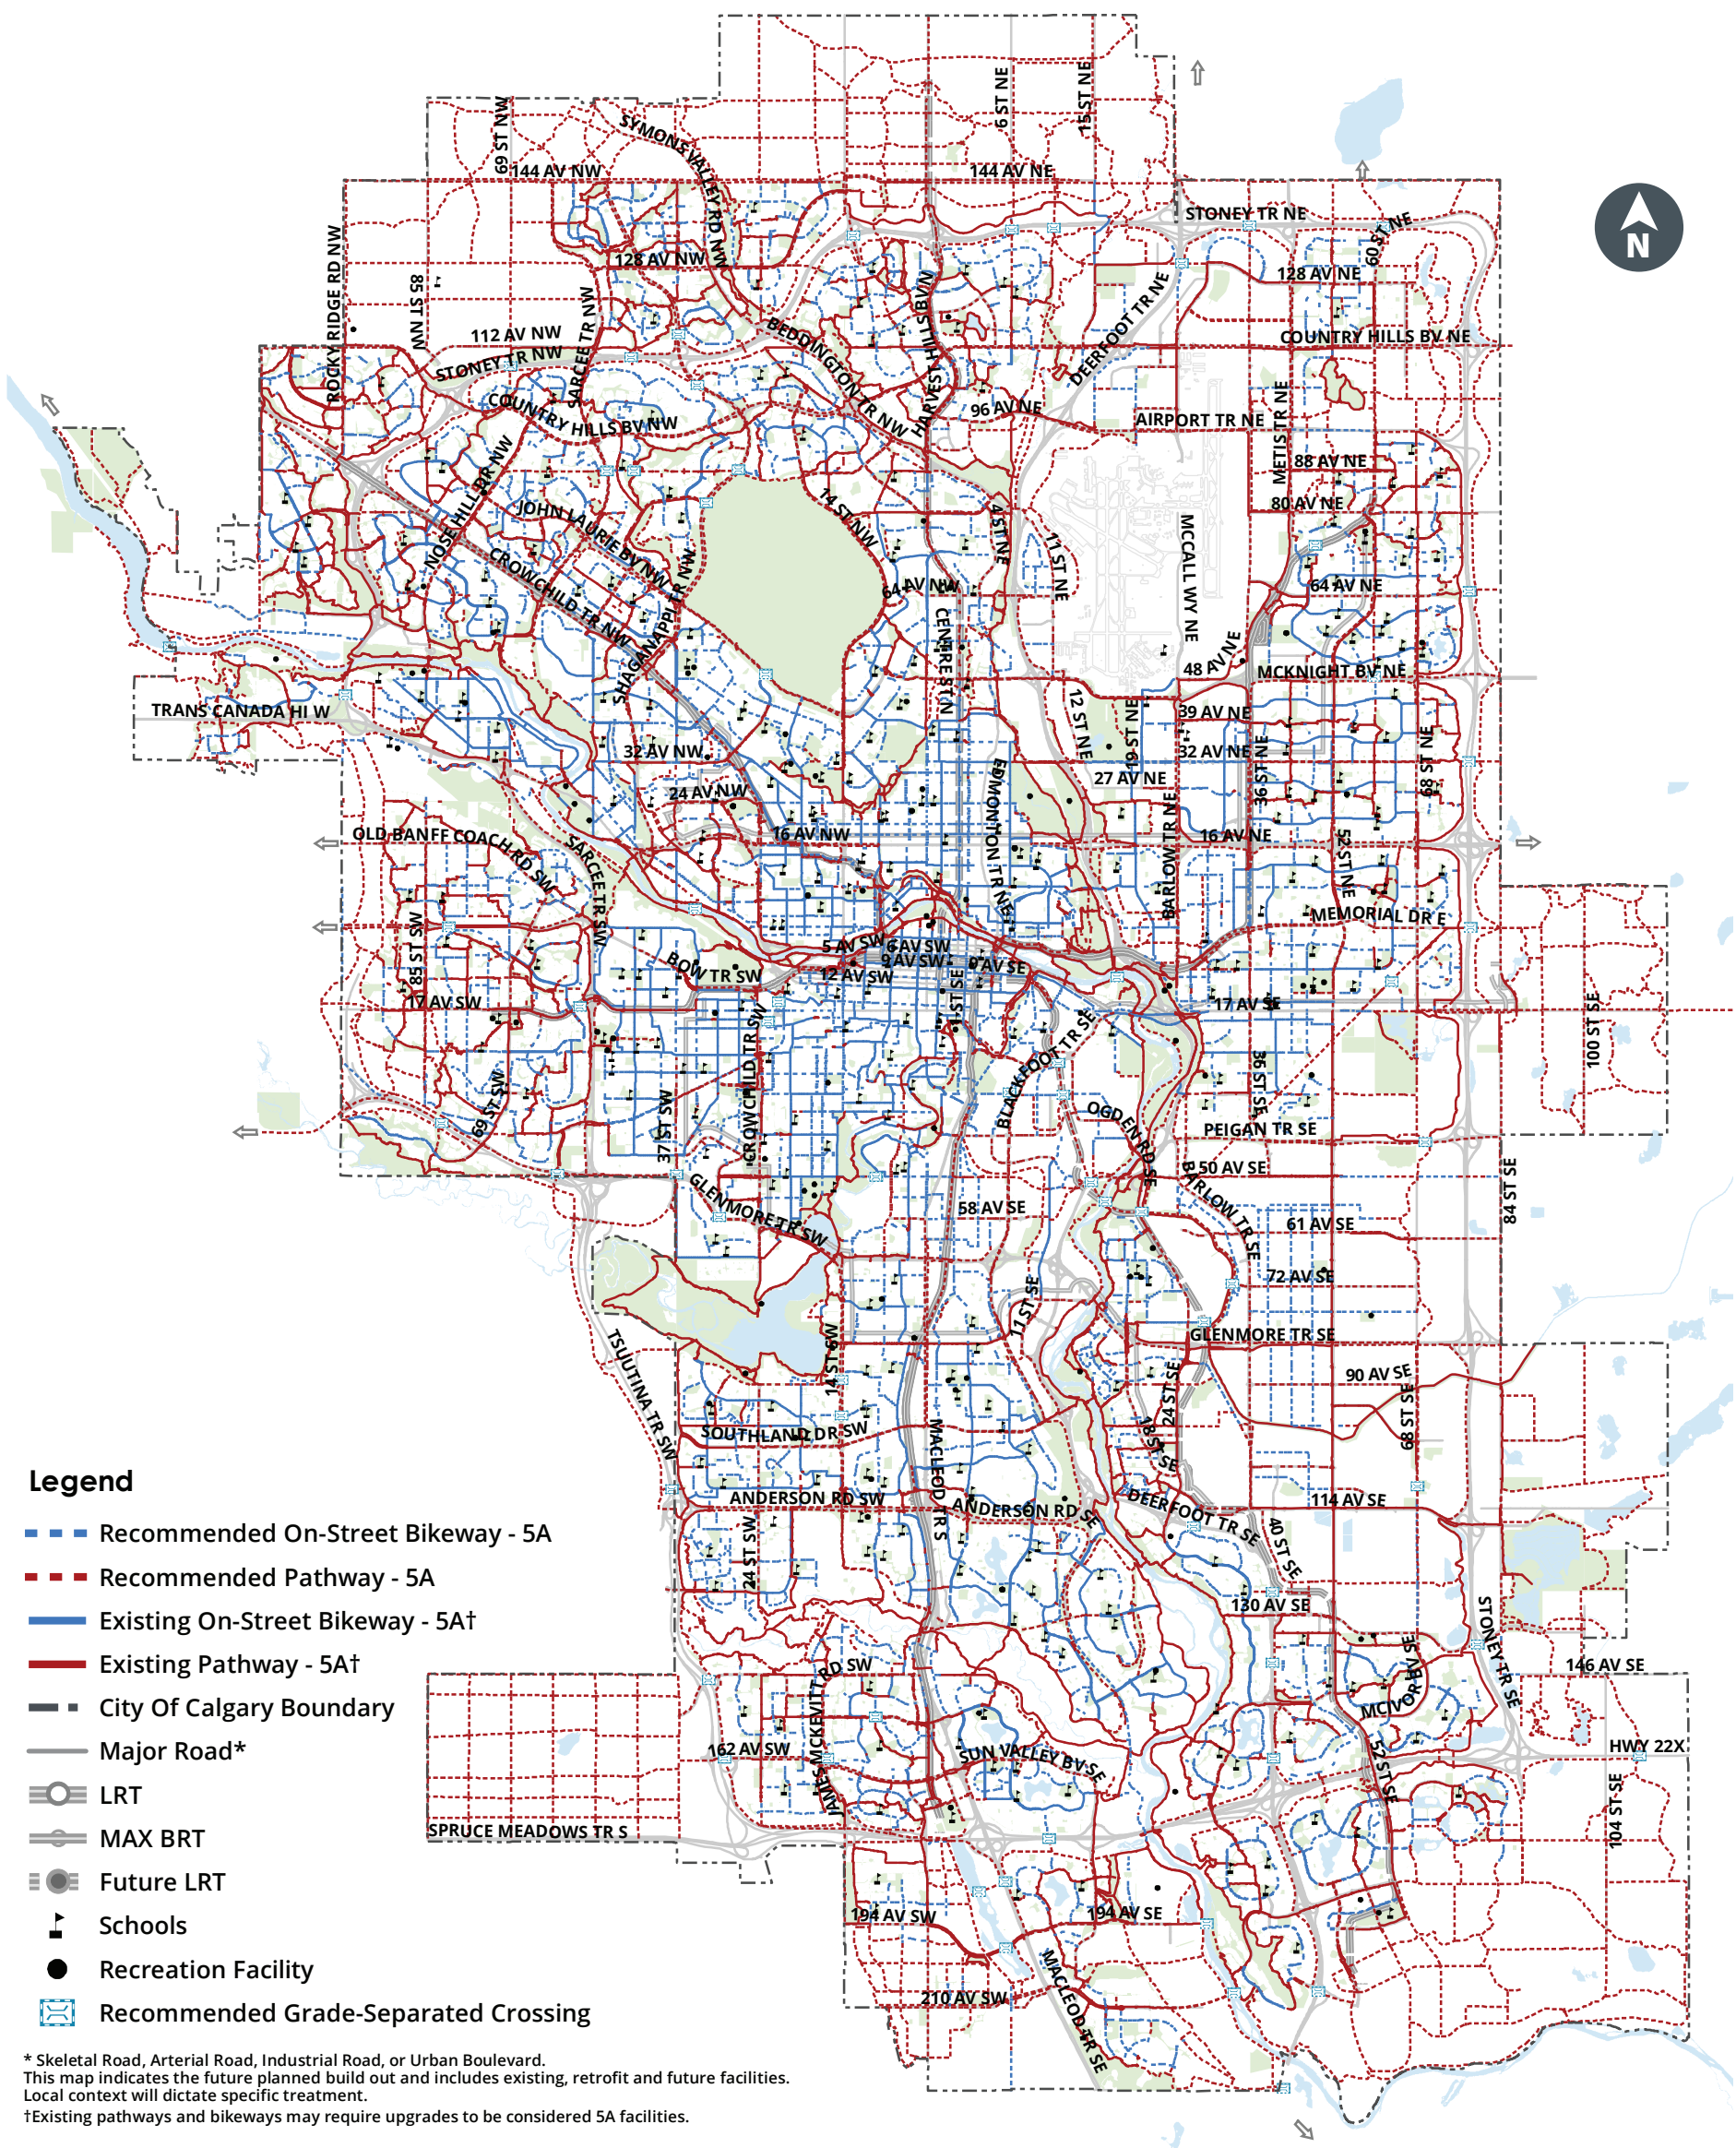 6 ST NE
15 ST NE
69 ST NW
SYMONS VALLEY RD NW
144 AV NW
144 AV NE
STONEY TR NE
60 ST NE
N
ROCKY RIDGE RD NW
85 ST NW
128 AV NW
128 AV NE
HARVEST HILLS BV N
DEERFOOT TR NE
112 AV NW
SARCEE TR NW
BEDDINGTON TR NW
COUNTRY HILLS BV NE
STONEY TR NW
COUNTRY HILLS BV NW
96 AV NE
AIRPORT TR NE
METIS TR NE
NOSE HILL DR NW
88 AV NE
JOHN LAURIE BV NW
14 ST NW
80 AV NE
4 ST NE
11 ST NE
MCCALL WY NE
CROWCHILD TR NW
SHAGANAPPI TR NW
64 AV NW
64 AV NE
CENTRE ST N
48 AV NE
MCKNIGHT BV NE
TRANS CANADA HI W
12 ST NE
19 ST NE
39 AV NE
32 AV NW
32 AV NE
36 ST NE
68 ST NE
27 AV NE
24 AV NW
EDMONTON TR NE
BARLOW TR NE
OLD BANFF COACH RD SW
16 AV NW
16 AV NE
52 ST NE
SARCEE TR SW
MEMORIAL DR E
85 ST SW
5 AV SW
6 AV SW
9 AV SW
9 AV SE
BOW TR SW
12 AV SW
1 ST SE
17 AV SW
17 AV SE
100 ST SE
CROWCHILD TR SW
BLACKFOOT TR SE
36 ST SE
69 ST SW
37 ST SW
OGDEN RD SE
PEIGAN TR SE
50 AV SE
BARLOW TR SE
84 ST SE
GLENMORE TR SW
58 AV SE
61 AV SE
72 AV SE
11 ST SE
GLENMORE TR SE
TSUUTINA TR SW
14 ST SW
24 ST SE
90 AV SE
68 ST SE
SOUTHLAND DR SW
MACLEOD TR S
18 ST SE
ANDERSON RD SW
ANDERSON RD SE
DEERFOOT TR SE
114 AV SE
40 ST SE
24 ST SW
130 AV SE
STONEY TR SE
MCIVOR BV SE
146 AV SE
JAMES MCKEVITT RD SW
162 AV SW
SUN VALLEY BV SE
52 ST SE
HWY 22X
104 ST SE
SPRUCE MEADOWS TR S
194 AV SW
194 AV SE
210 AV SW
MACLEOD TR SE
Legend
Recommended On-Street Bikeway - 5A
Recommended Pathway - 5A
Existing On-Street Bikeway - 5A†
Existing Pathway - 5A†
City Of Calgary Boundary
Major Road*
LRT
MAX BRT
Future LRT
Schools
Recreation Facility
Recommended Grade-Separated Crossing
* Skeletal Road, Arterial Road, Industrial Road, or Urban Boulevard.
This map indicates the future planned build out and includes existing, retrofit and future facilities.
Local context will dictate specific treatment.
†Existing pathways and bikeways may require upgrades to be considered 5A facilities.